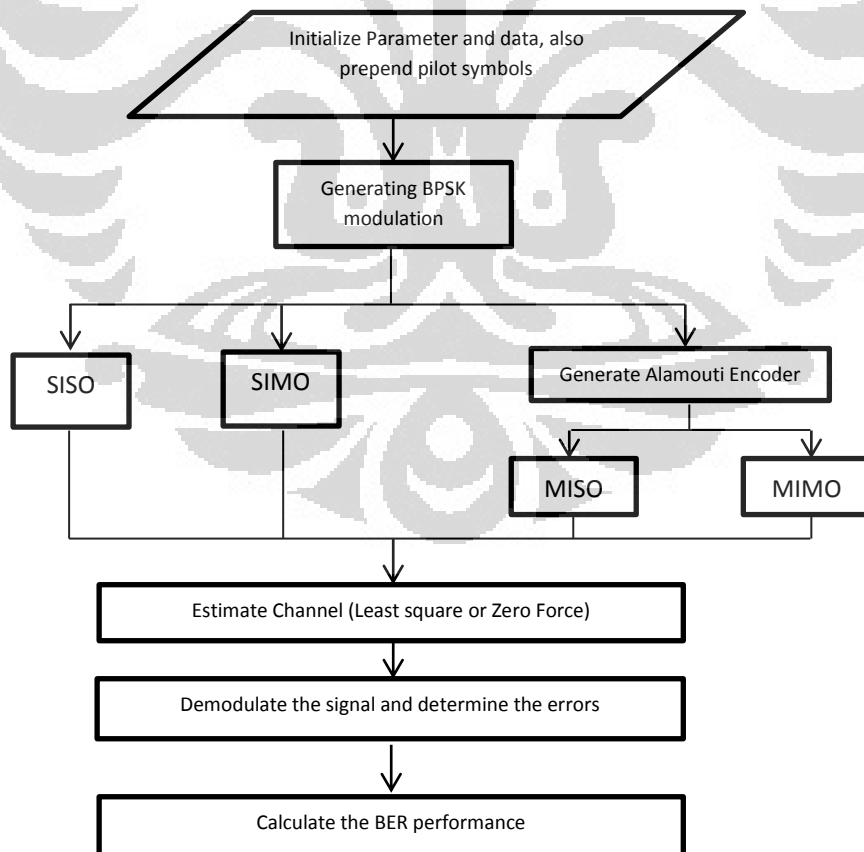 Initialize Parameter and data, also
prepend pilot symbols
Generating BPSK
modulation
SISO
SIMO
Generate Alamouti Encoder
MISO
MIMO
Estimate Channel (Least square or Zero Force)
Demodulate the signal and determine the errors
Calculate the BER performance